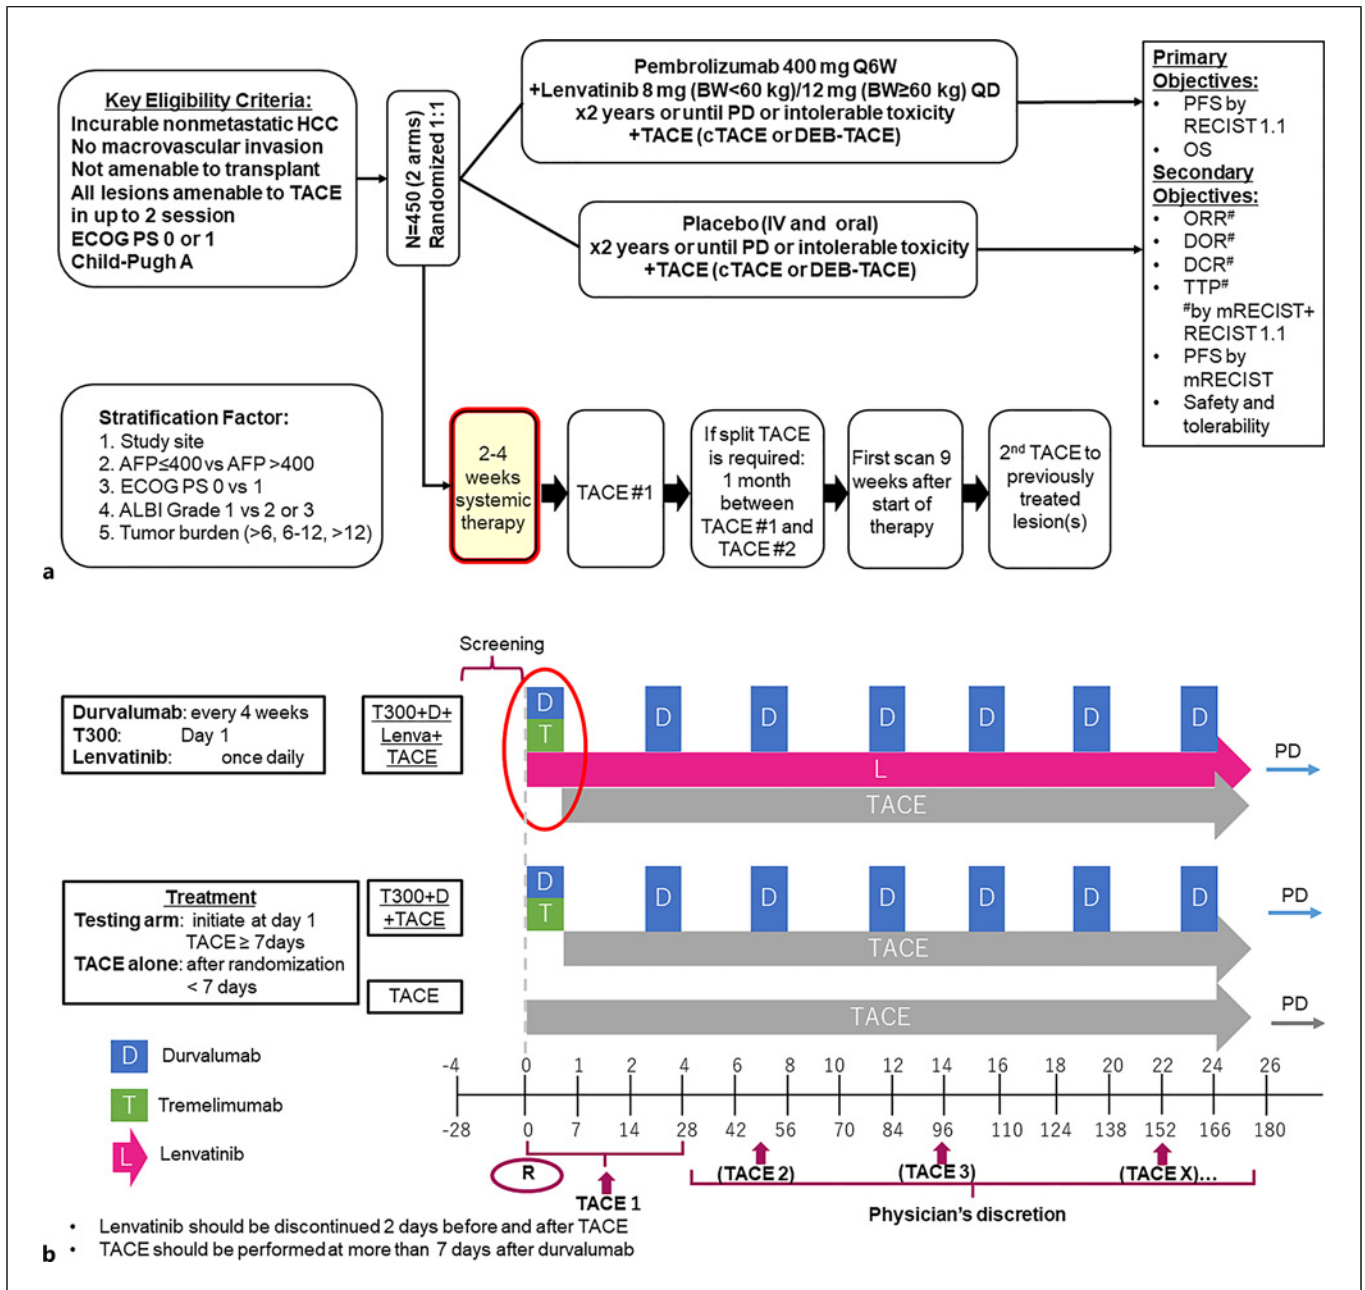 Key Eligibility Criteria:
Incurable nonmetastatic HCC
No macrovascular invasion
Not amenable to transplant
All lesions amenable to TACE
in up to 2 session
ECOG PS 0 or 1
Child-Pugh A
N=450 (2 arms)
Randomized 1:1
Pembrolizumab 400 mg Q6W
+Lenvatinib 8 mg (BW<60 kg)/12 mg (BW≥60 kg) QD
x2 years or until PD or intolerable toxicity
+TACE (cTACE or DEB-TACE)
Placebo (IV and oral)
x2 years or until PD or intolerable toxicity
+TACE (cTACE or DEB-TACE)
Primary
Objectives:
• PFS by
RECIST 1.1
• OS
Secondary
Objectives:
• ORR#
• DOR#
• DCR#
• TTP#
#by mRECIST+
RECIST 1.1
• PFS by
mRECIST
• Safety and
tolerability
Stratification Factor:
1. Study site
2. AFP≤400 vs AFP >400
3. ECOG PS 0 vs 1
4. ALBI Grade 1 vs 2 or 3
5. Tumor burden (>6, 6-12, >12)
2-4
weeks
systemic
therapy
TACE #1
If split TACE
is required:
1 month
between
TACE #1 and
TACE #2
First scan 9
weeks after
start of
therapy
2nd TACE to
previously
treated
lesion(s)
a
Screening
Durvalumab: every 4 weeks
T300: Day 1
Lenvatinib: once daily
T300+D+
Lenva+
TACE
D
T
D
D
D
D
D
D
L
TACE
PD
Treatment
Testing arm: initiate at day 1
TACE ≥ 7days
TACE alone: after randomization
< 7 days
T300+D
+TACE
D
T
D
D
D
D
D
D
TACE
PD
TACE
TACE
PD
D Durvalumab
T Tremelimumab
L Lenvatinib
-4 0 1 2 4 6 8 10 12 14 16 18 20 22 24 26
-28 0 7 14 28 42 56 70 84 96 110 124 138 152 166 180
R
TACE 1
(TACE 2)
(TACE 3)
(TACE X)...
Physician's discretion
• Lenvatinib should be discontinued 2 days before and after TACE
• TACE should be performed at more than 7 days after durvalumab
b